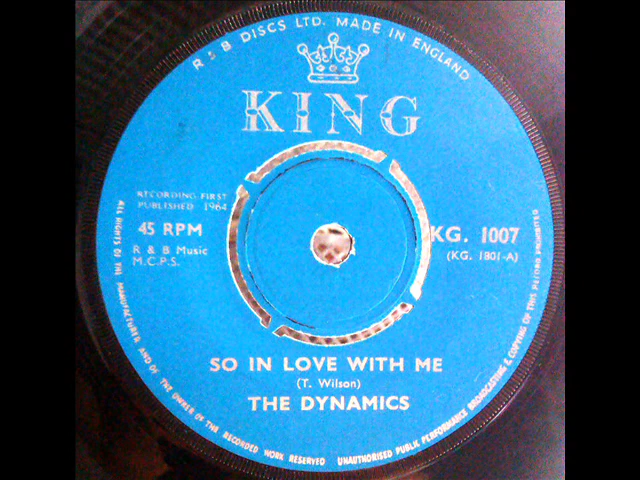 R & B DISCS LTD. MADE IN ENGLAND
KING
RECORDING FIRST
PUBLISHED 1964
45 RPM
R & B Music
M.C.P.S.
KG. 1007
(KG. 1801-A)
SO IN LOVE WITH ME
(T. Wilson)
THE DYNAMICS
ALL RIGHTS OF THE MANUFACTURER AND OF THE OWNER OF THE RECORDED WORK RESERVED UNAUTHORISED PUBLIC PERFORMANCE BROADCASTING & COPYING OF THIS RECORD PROHIBITED